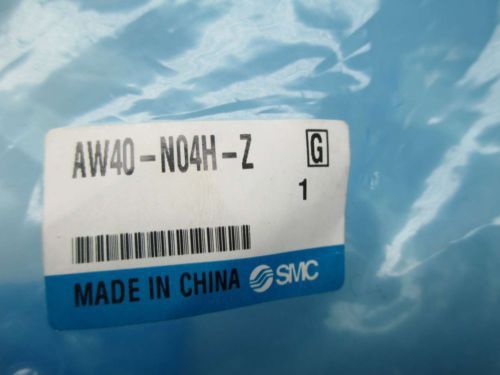 AW40-N04H-Z G
1
MADE IN CHINA SMC